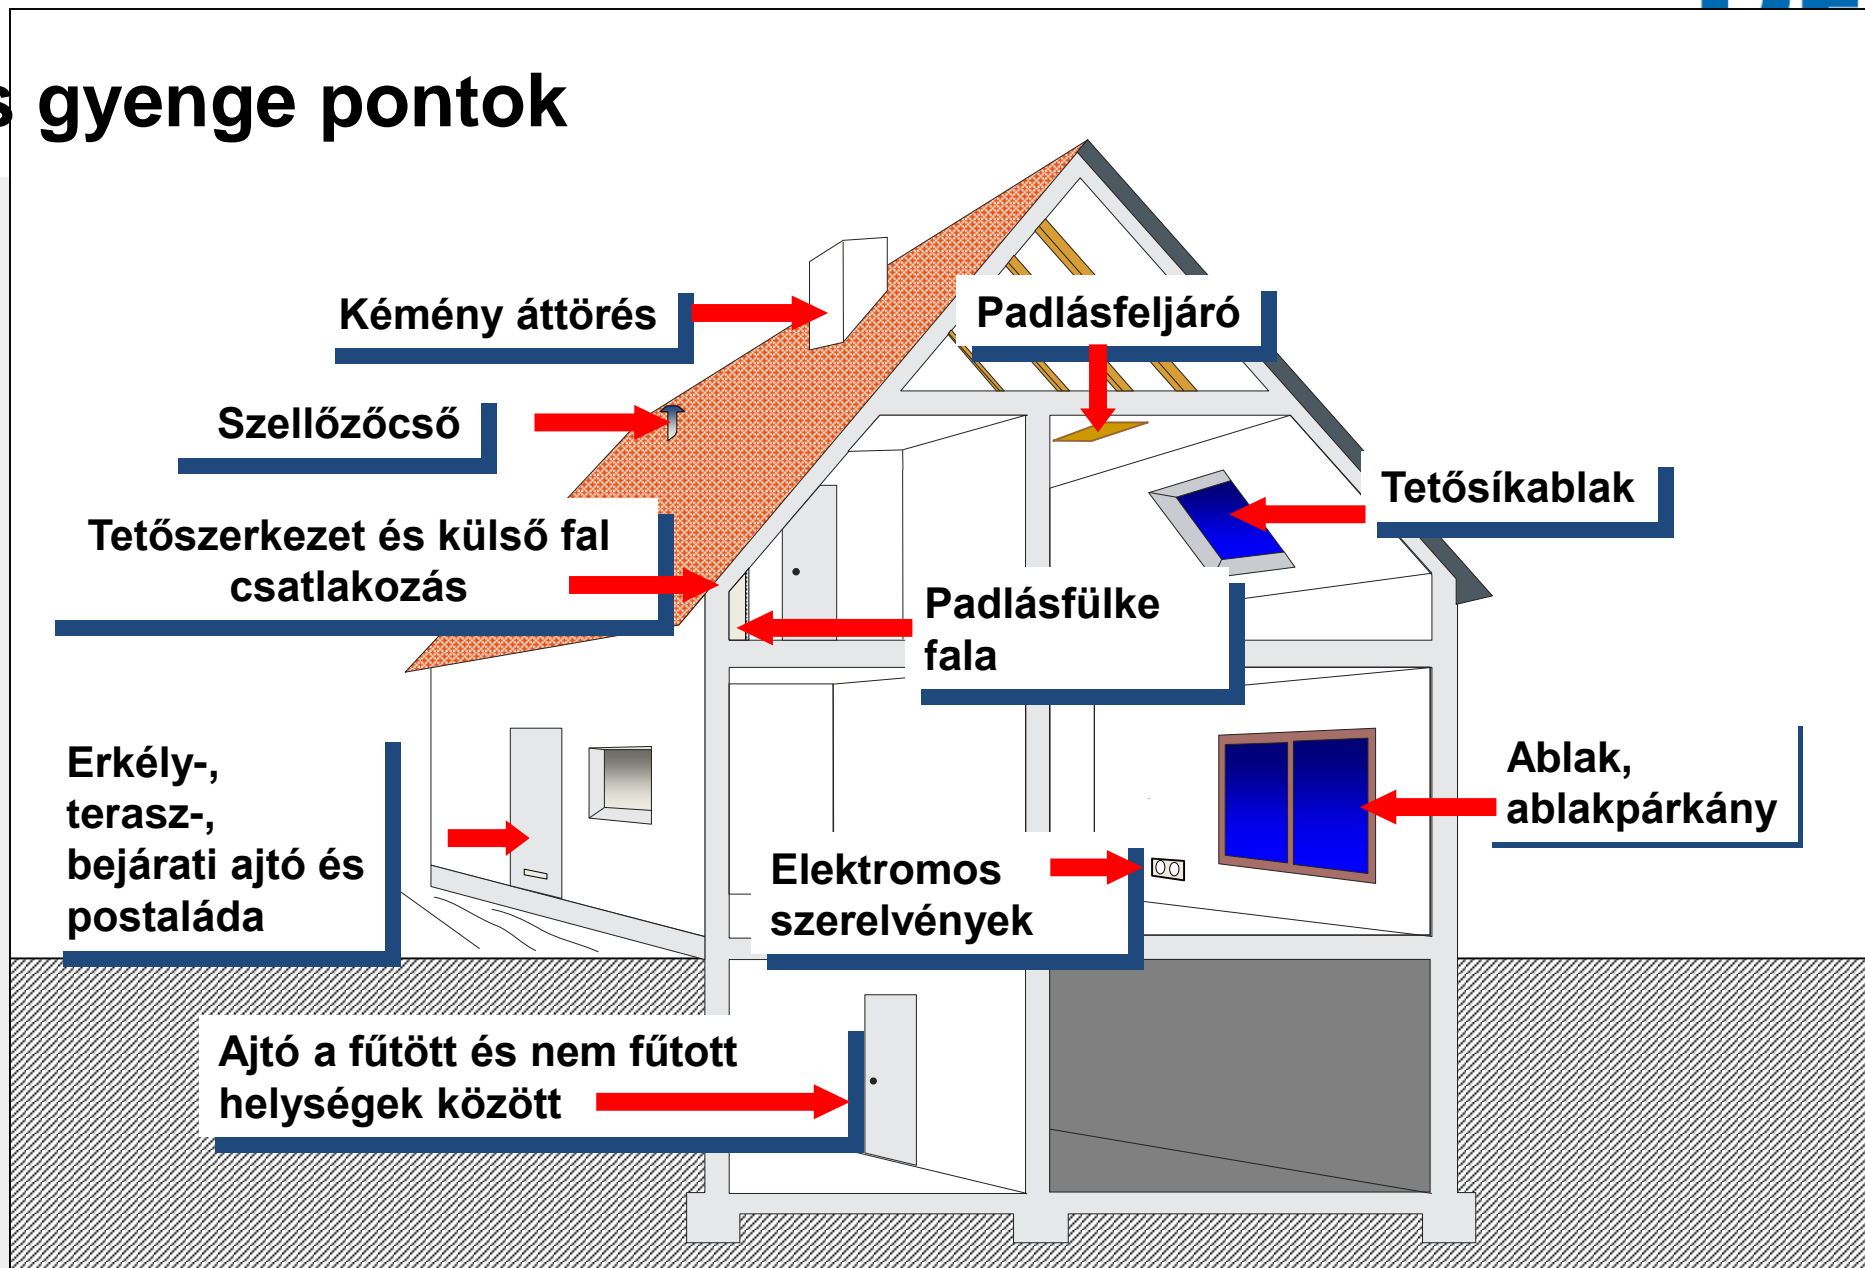 gyenge pontok
Kémény áttörés
Padlásfeljáró
Szellőzőcső
Tetősíkablak
Tetőszerkezet és külső fal
csatlakozás
Padlásfülke
fala
Erkély-,
terasz-,
bejárati ajtó és
postaláda
Ablak,
ablakpárkány
Elektromos
szerelvények
Ajtó a fűtött és nem fűtott
helységek között